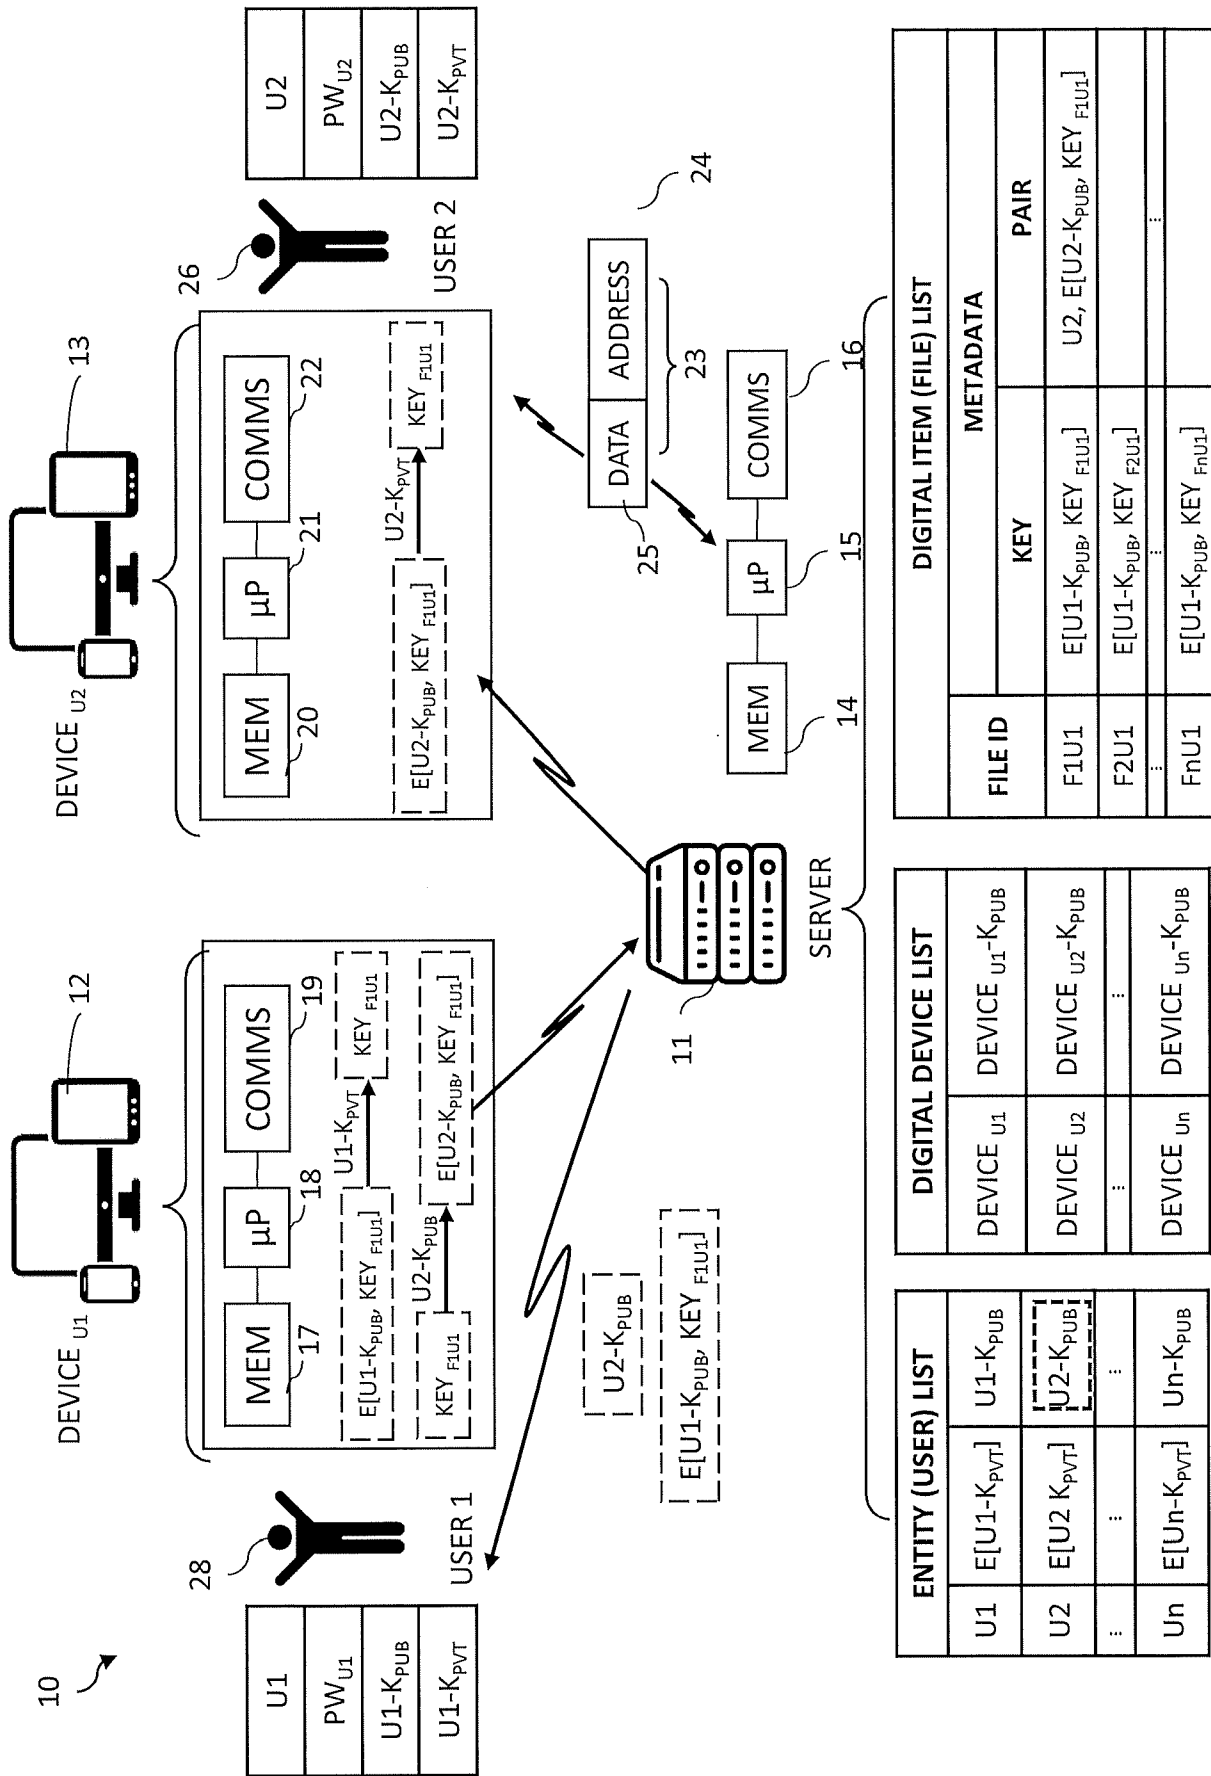 10
DEVICE U1
12
DEVICE U2
13
28
USER 1
U1
PWU1
U1-KPUB
U1-KPVT
MEM
µP
COMMS
17
18
19
E[U1-KPUB, KEY F1U1]
U1-KPVT
KEY F1U1
KEY F1U1
U2-KPUB
E[U2-KPUB, KEY F1U1]
MEM
µP
COMMS
20
21
22
E[U2-KPUB, KEY F1U1]
U2-KPVT
KEY F1U1
26
USER 2
U2
PWU2
U2-KPUB
U2-KPVT
U2-KPUB
E[U1-KPUB, KEY F1U1]
11
SERVER
DATA
ADDRESS
25
23
24
MEM
µP
COMMS
14
15
16
ENTITY (USER) LIST
U1 E[U1-KPVT] U1-KPUB
U2 E[U2 KPVT] U2-KPUB
... ... ...
Un E[Un-KPVT] Un-KPUB
DIGITAL DEVICE LIST
DEVICE U1 DEVICE U1-KPUB
DEVICE U2 DEVICE U2-KPUB
... ...
DEVICE Un DEVICE Un-KPUB
DIGITAL ITEM (FILE) LIST
FILE ID METADATA
KEY PAIR
F1U1 E[U1-KPUB, KEY F1U1] U2, E[U2-KPUB, KEY F1U1]
F2U1 E[U1-KPUB, KEY F2U1]
... ... ...
FnU1 E[U1-KPUB, KEY FnU1]